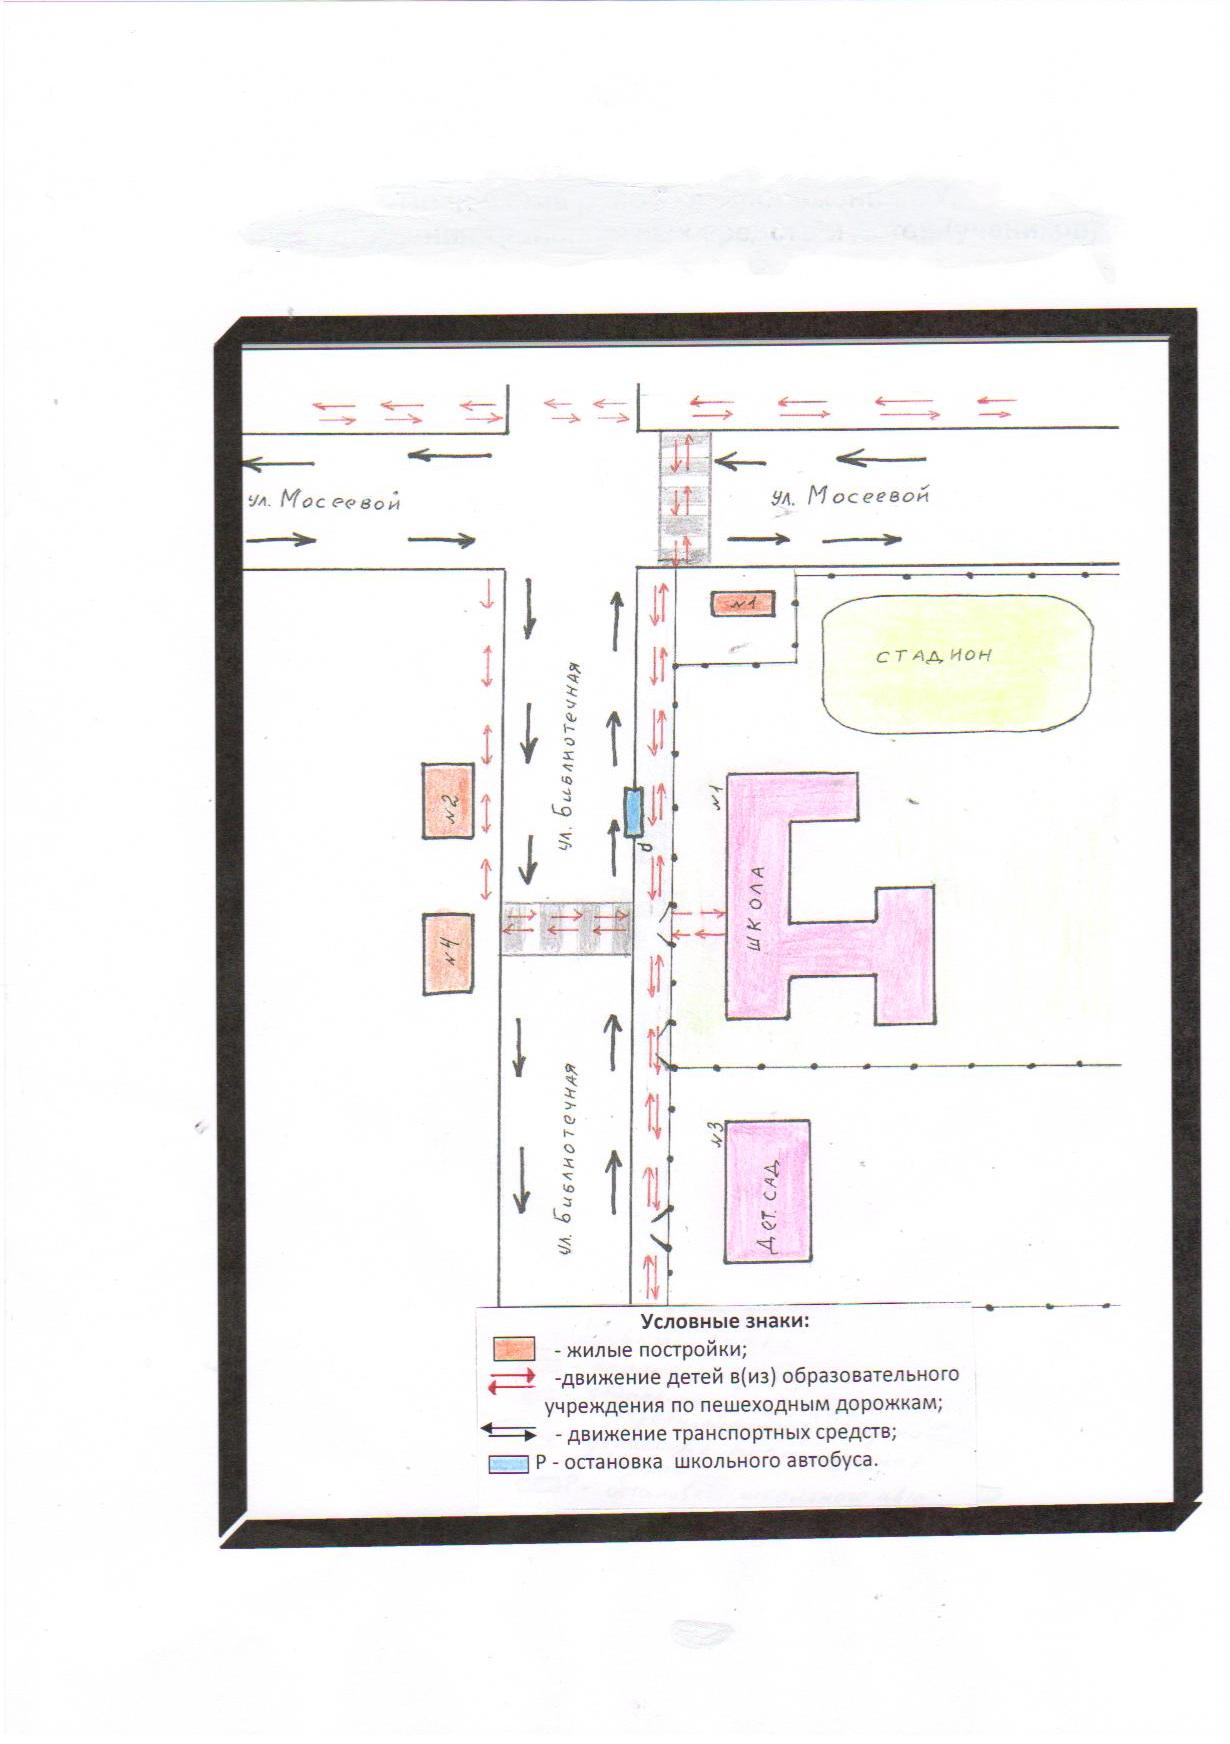 ул. Мосеевой
ул. Мосеевой
№1
СТАДИОН
ул. Библиотечная
№2
№1
Р
ШКОЛА
№4
ул. Библиотечная
№3
Дет. САД
Условные знаки:
- жилые постройки;
-движение детей в(из) образовательного
учреждения по пешеходным дорожкам;
- движение транспортных средств;
Р - остановка школьного автобуса.